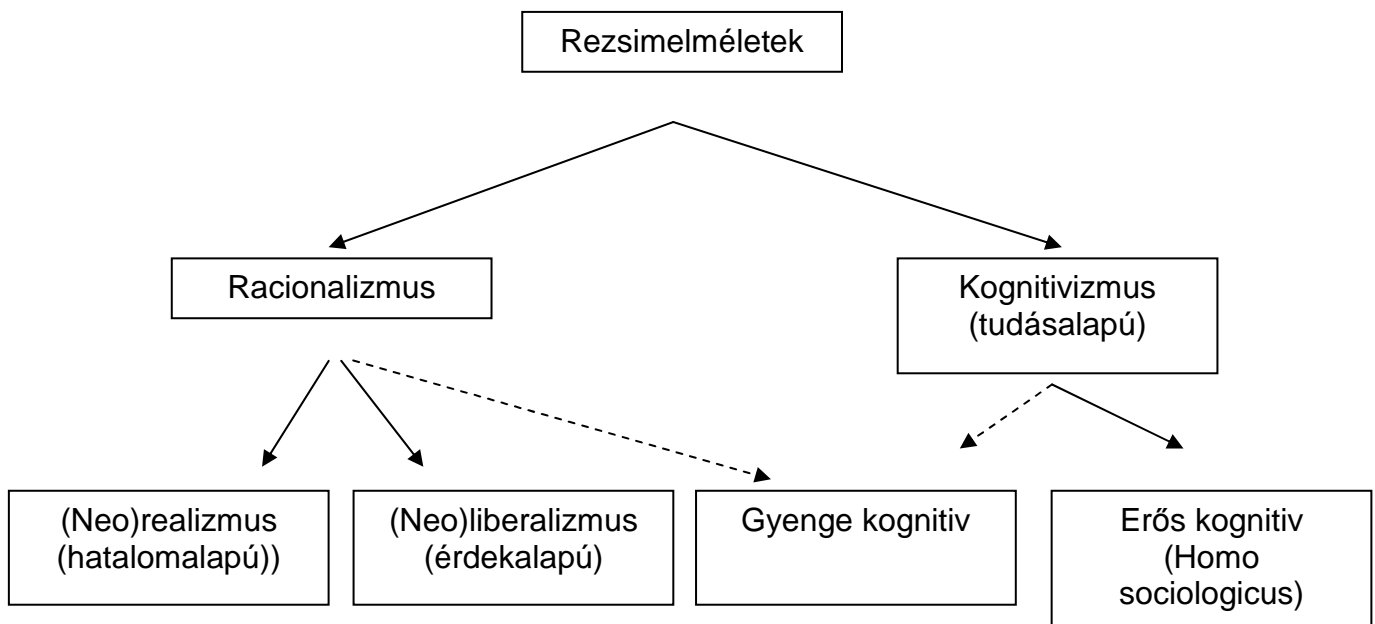 Rezsimelméletek
Racionalizmus
Kognitivizmus
(tudásalapú)
(Neo)realizmus
(hatalomalapú))
(Neo)liberalizmus
(érdekalapú)
Gyenge kognitiv
Erős kognitiv
(Homo
sociologicus)